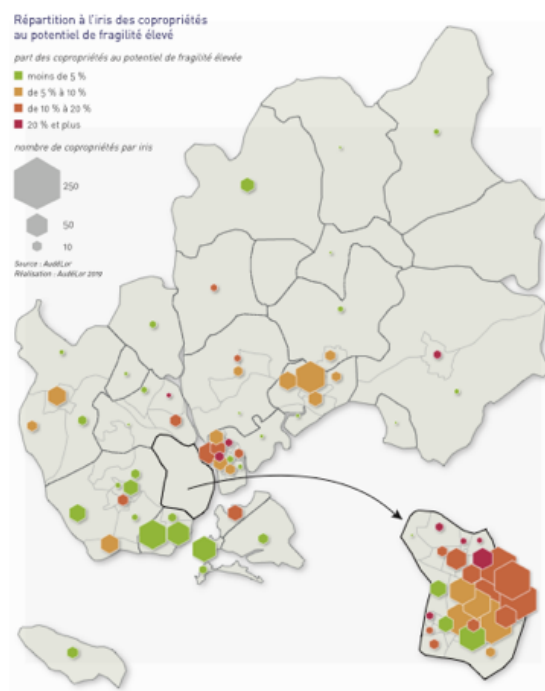 Répartition à l'iris des copropriétés
au potentiel de fragilité élevé
part des copropriétés au potentiel de fragilité élevée
moins de 5 %
de 5 % à 10 %
de 10 % à 20 %
20 % et plus
nombre de copropriétés par iris
250
50
10
Source : AudéLor
Réalisation : AudéLor 2019